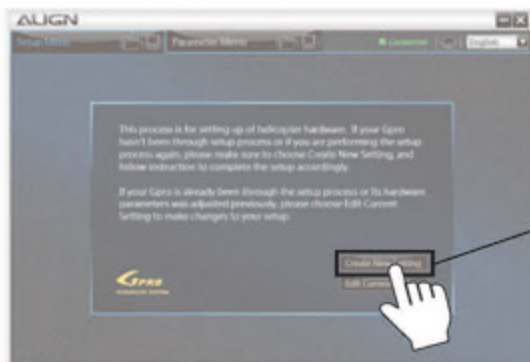 ALIGN
Setup Menu Parameter Menu Connected English
This process is for setting up of helicopter hardware. If your Gpro
hasn't been through setup process or if you are performing the setup
process again, please make sure to choose Create New Setting, and
follow instruction to complete the setup accordingly.
If your Gpro is already been through the setup process or its hardware
parameters was adjusted previously, please choose Edit Current
Setting to make changes to your setup.
Create New Setting
GPRO
Edit Current